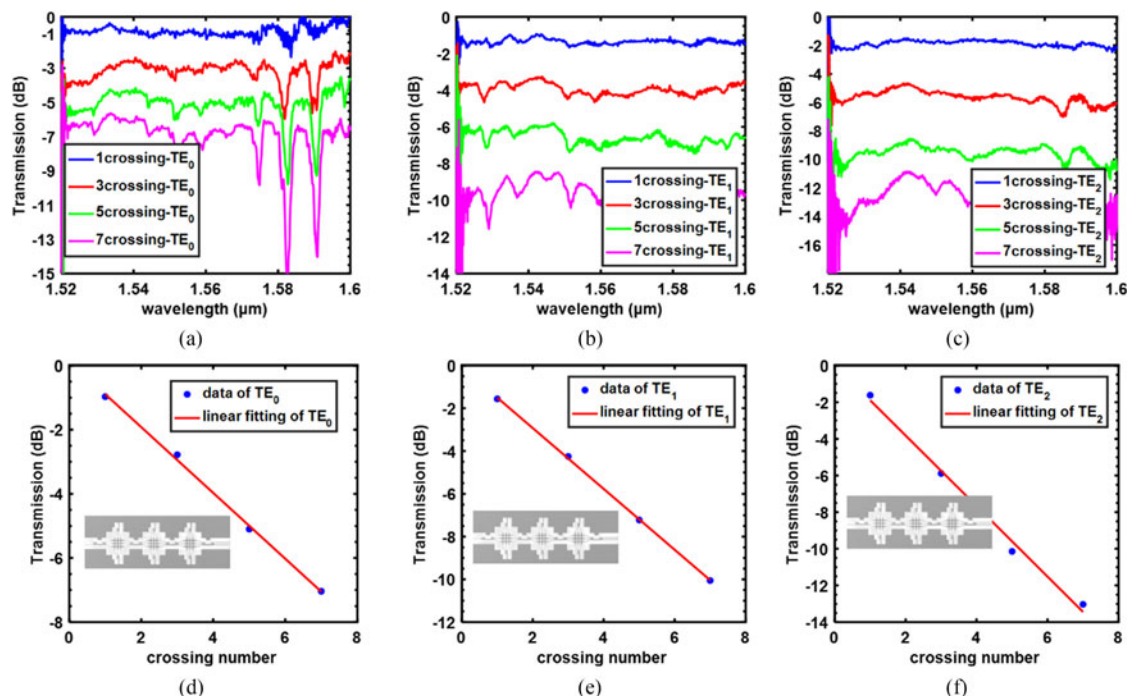 0
-1
-3
-5
-7
-9
-11
-13
-15
Transmission (dB)
1crossing-TE₀
3crossing-TE₀
5crossing-TE₀
7crossing-TE₀
1.52 1.54 1.56 1.58 1.6
wavelength (µm)
(a)
0
-2
-4
-6
-8
-10
-12
-14
Transmission (dB)
1crossing-TE₁
3crossing-TE₁
5crossing-TE₁
7crossing-TE₁
1.52 1.54 1.56 1.58 1.6
wavelength (µm)
(b)
0
-2
-4
-6
-8
-10
-12
-14
-16
Transmission (dB)
1crossing-TE₂
3crossing-TE₂
5crossing-TE₂
7crossing-TE₂
1.52 1.54 1.56 1.58 1.6
wavelength (µm)
(c)
0
-2
-4
-6
-8
Transmission (dB)
data of TE₀
linear fitting of TE₀
0 2 4 6 8
crossing number
(d)
0
-2
-4
-6
-8
-10
-12
Transmission (dB)
data of TE₁
linear fitting of TE₁
0 2 4 6 8
crossing number
(e)
0
-2
-4
-6
-8
-10
-12
-14
Transmission (dB)
data of TE₂
linear fitting of TE₂
0 2 4 6 8
crossing number
(f)